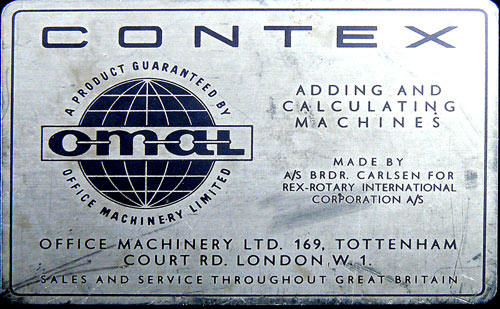 CONTEX
A PRODUCT GUARANTEED BY
OMAL
OFFICE MACHINERY LIMITED
ADDING AND
CALCULATING
MACHINES
MADE BY
A/S BRDR. CARLSEN FOR
REX-ROTARY INTERNATIONAL
CORPORATION A/S
OFFICE MACHINERY LTD. 169, TOTTENHAM
COURT RD. LONDON, W. 1.
SALES AND SERVICE THROUGHOUT GREAT BRITAIN